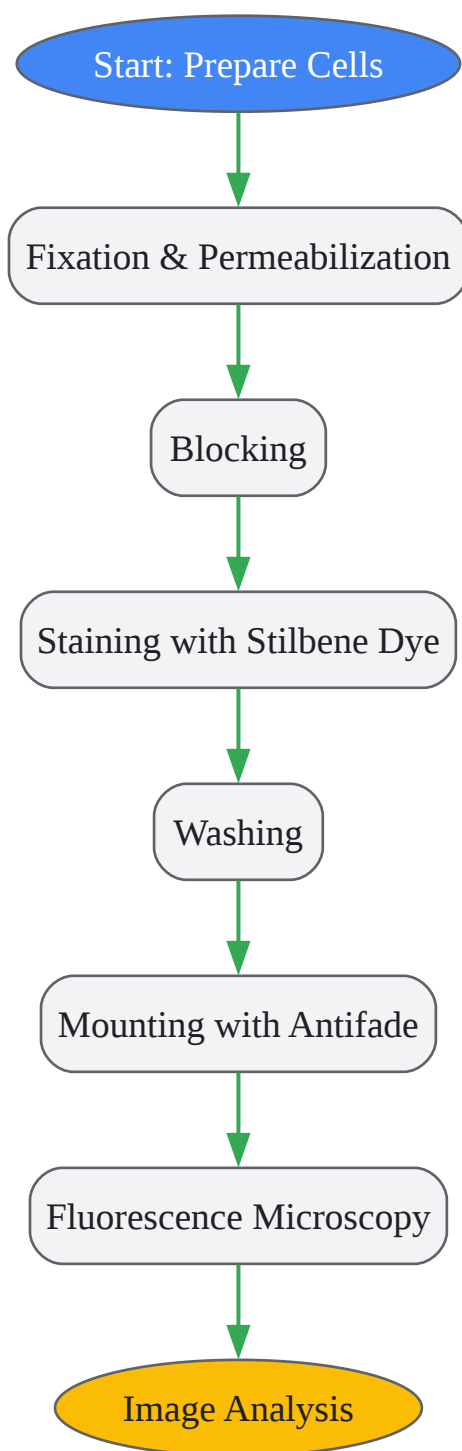 Start: Prepare Cells
Fixation & Permeabilization
Blocking
Staining with Stilbene Dye
Washing
Mounting with Antifade
Fluorescence Microscopy
Image Analysis